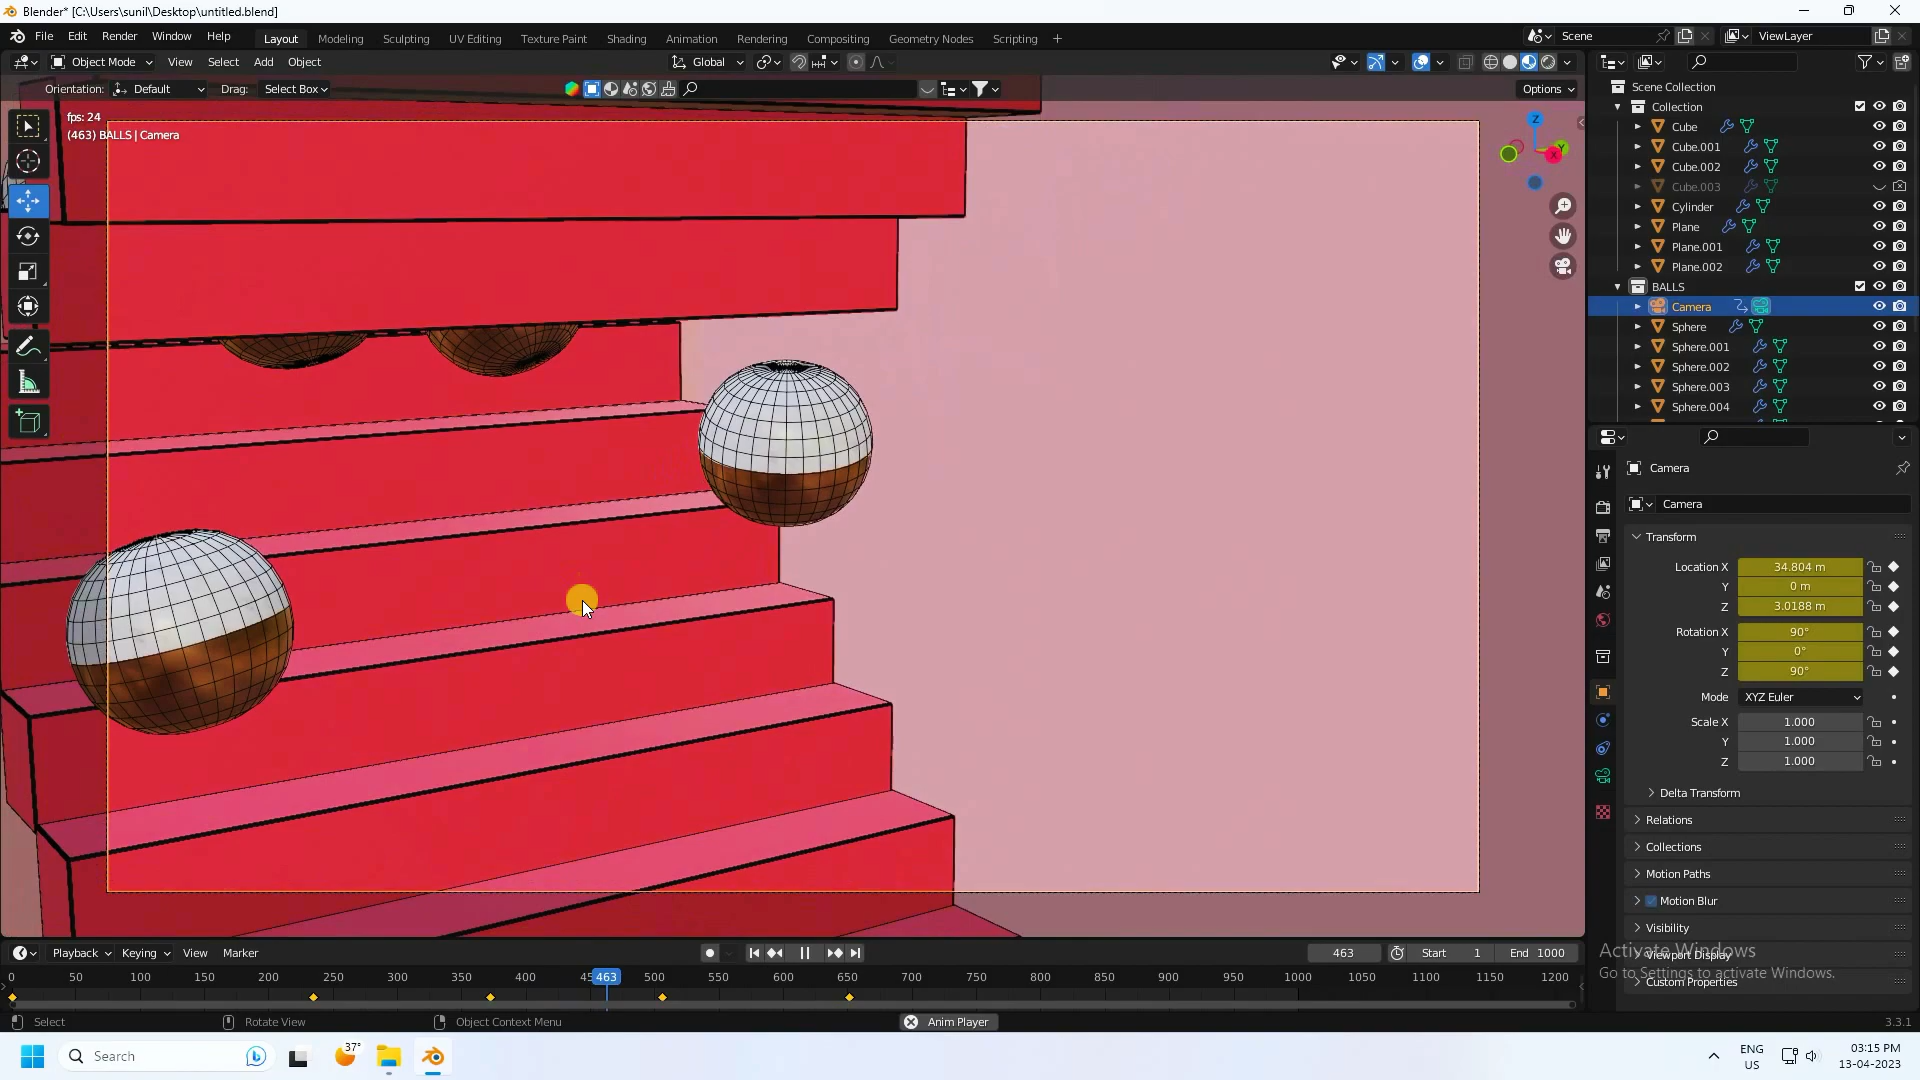 Blender* [C:\Users\sunil\Desktop\untitled.blend]
File Edit Render Window Help Layout Modeling Sculpting UV Editing Texture Paint Shading Animation Rendering Compositing Geometry Nodes Scripting + Scene ViewLayer
Object Mode View Select Add Object Global
Orientation: Default Drag: Select Box Options
fps: 24
(463) BALLS | Camera
Z
Y
X
Scene Collection
Collection
Cube
Cube.001
Cube.002
Cube.003
Cylinder
Plane
Plane.001
Plane.002
BALLS
Camera
Sphere
Sphere.001
Sphere.002
Sphere.003
Sphere.004
Camera
Camera
Transform
Location X 34.804 m
Y 0 m
Z 3.0188 m
Rotation X 90°
Y 0°
Z 90°
Mode XYZ Euler
Scale X 1.000
Y 1.000
Z 1.000
Delta Transform
Relations
Collections
Motion Paths
Motion Blur
Visibility
Viewport Display
Custom Properties
Activate Windows
Go to Settings to activate Windows.
Playback Keying View Marker 463 Start 1 End 1000
0 50 100 150 200 250 300 350 400 45 463 500 550 600 650 700 750 800 850 900 950 1000 1050 1100 1150 1200
Select Rotate View Object Context Menu Anim Player 3.3.1
Search 37° ENG US 03:15 PM 13-04-2023